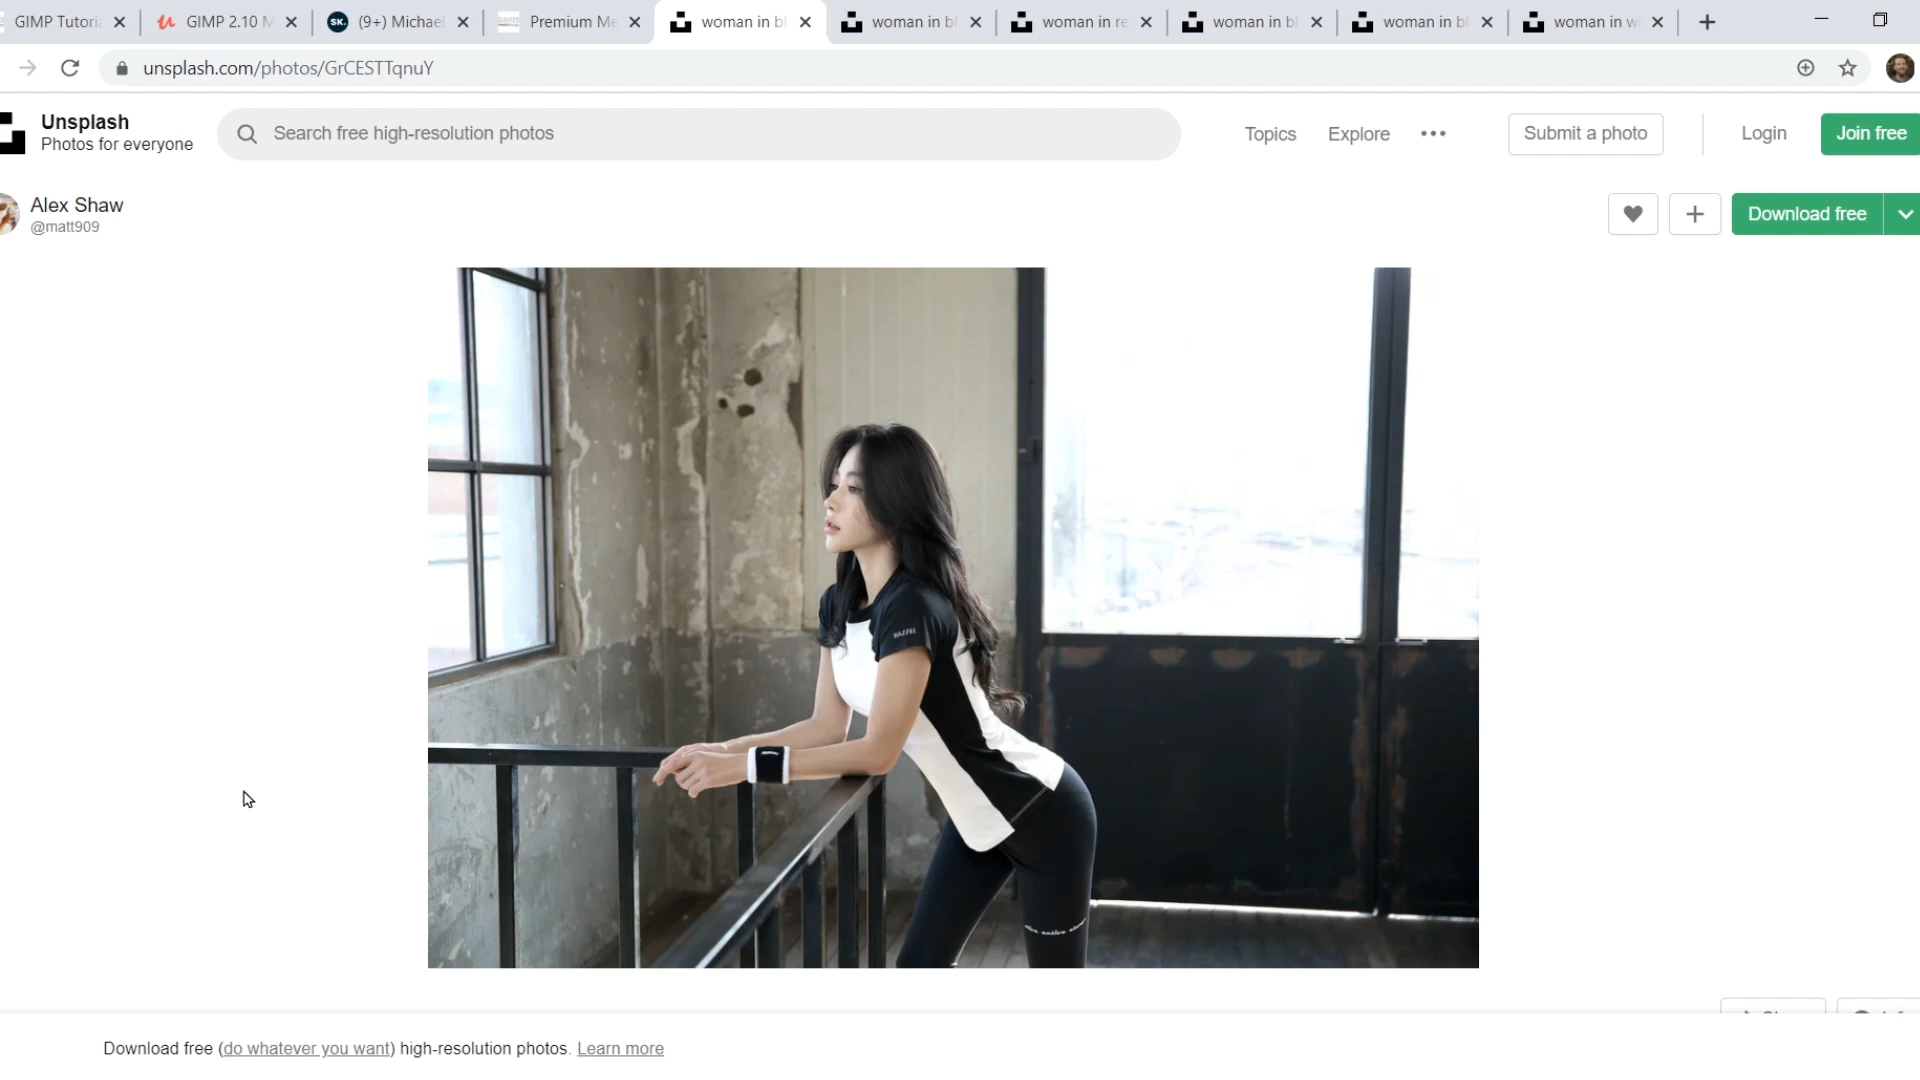 GIMP Tutoria
GIMP 2.10 M
SK.
(9+) Michael
Premium Me
woman in bl
woman in bl
woman in re
woman in bl
woman in bl
woman in wh
unsplash.com/photos/GrCESTTqnuY
Unsplash
Photos for everyone
Search free high-resolution photos
Topics
Explore
Submit a photo
Login
Join free
Alex Shaw
@matt909
Download free
Download free (do whatever you want) high-resolution photos. Learn more